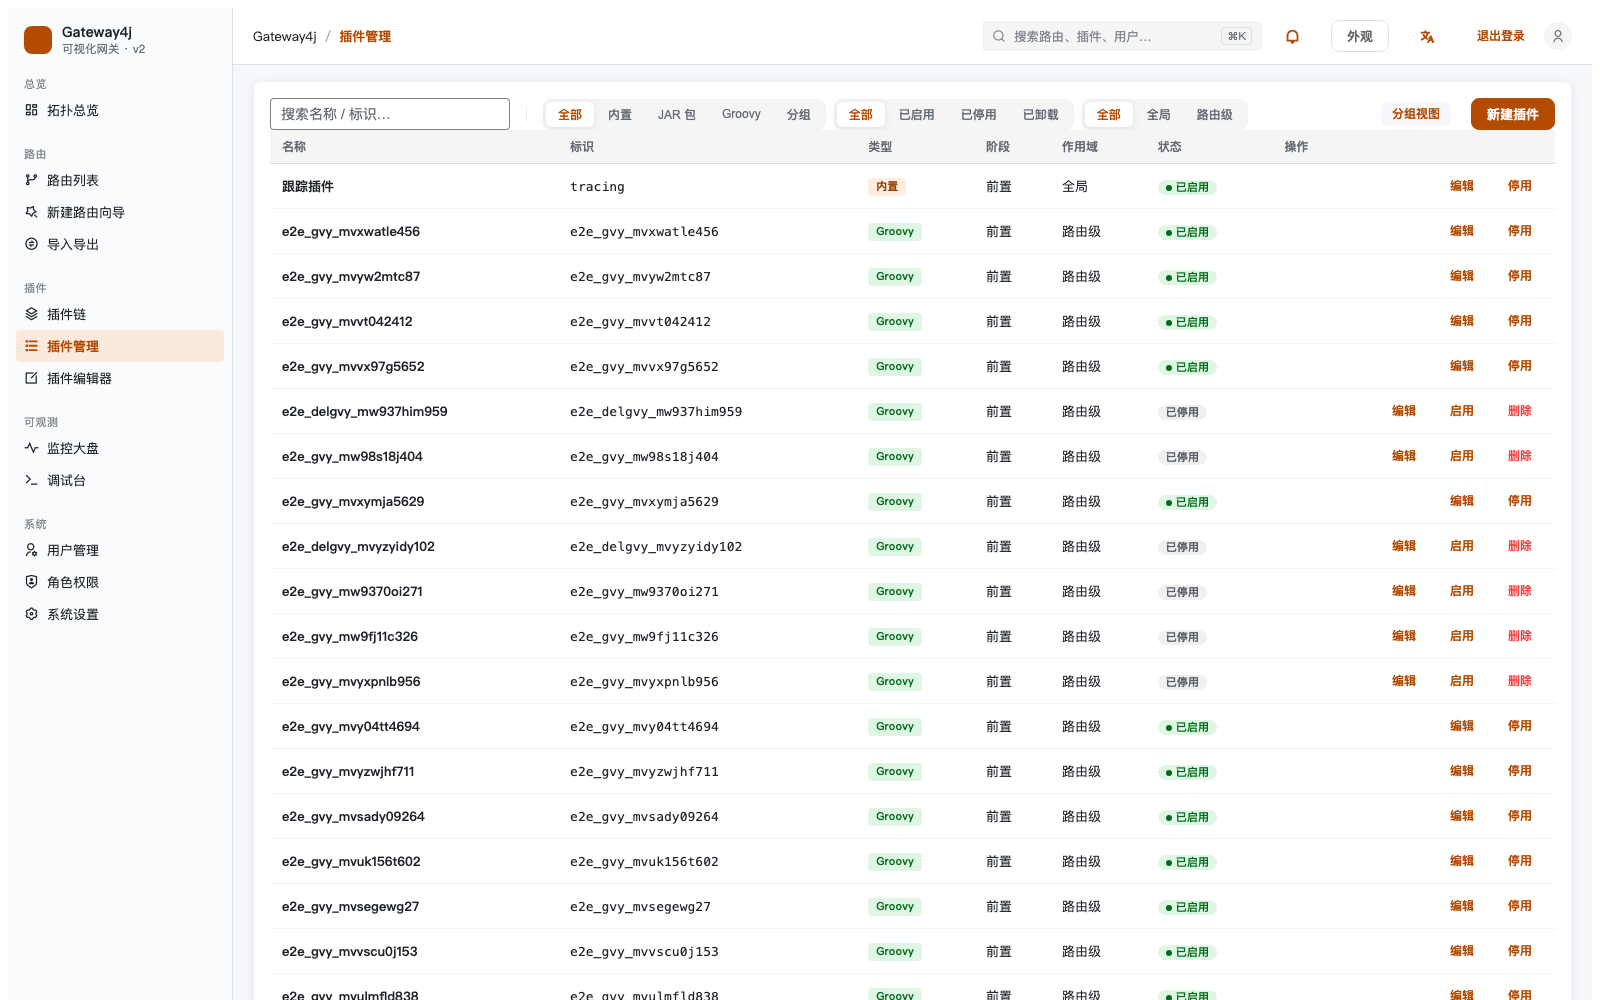 Gateway4j
可视化网关 · v2
总览
拓扑总览
路由
路由列表
新建路由向导
导入导出
插件
插件链
插件管理
插件编辑器
可观测
监控大盘
调试台
系统
用户管理
角色权限
系统设置
Gateway4j / 插件管理
搜索路由、插件、用户... ⌘K 外观 退出登录
搜索名称 / 标识... 全部 内置 JAR 包 Groovy 分组 全部 已启用 已停用 已卸载 全部 全局 路由级 分组视图 新建插件
名称 标识 类型 阶段 作用域 状态 操作
跟踪插件 tracing 内置 前置 全局 已启用 编辑 停用
e2e_gvy_mvxwatle456 e2e_gvy_mvxwatle456 Groovy 前置 路由级 已启用 编辑 停用
e2e_gvy_mvyw2mtc87 e2e_gvy_mvyw2mtc87 Groovy 前置 路由级 已启用 编辑 停用
e2e_gvy_mvvt042412 e2e_gvy_mvvt042412 Groovy 前置 路由级 已启用 编辑 停用
e2e_gvy_mvvx97g5652 e2e_gvy_mvvx97g5652 Groovy 前置 路由级 已启用 编辑 停用
e2e_delgvy_mw937him959 e2e_delgvy_mw937him959 Groovy 前置 路由级 已停用 编辑 启用 删除
e2e_gvy_mw98s18j404 e2e_gvy_mw98s18j404 Groovy 前置 路由级 已停用 编辑 启用 删除
e2e_gvy_mvxymja5629 e2e_gvy_mvxymja5629 Groovy 前置 路由级 已启用 编辑 停用
e2e_delgvy_mvyzyidy102 e2e_delgvy_mvyzyidy102 Groovy 前置 路由级 已停用 编辑 启用 删除
e2e_gvy_mw9370oi271 e2e_gvy_mw9370oi271 Groovy 前置 路由级 已停用 编辑 启用 删除
e2e_gvy_mw9fj11c326 e2e_gvy_mw9fj11c326 Groovy 前置 路由级 已停用 编辑 启用 删除
e2e_gvy_mvyxpnlb956 e2e_gvy_mvyxpnlb956 Groovy 前置 路由级 已停用 编辑 启用 删除
e2e_gvy_mvy04tt4694 e2e_gvy_mvy04tt4694 Groovy 前置 路由级 已启用 编辑 停用
e2e_gvy_mvyzwjhf711 e2e_gvy_mvyzwjhf711 Groovy 前置 路由级 已启用 编辑 停用
e2e_gvy_mvsady09264 e2e_gvy_mvsady09264 Groovy 前置 路由级 已启用 编辑 停用
e2e_gvy_mvuk156t602 e2e_gvy_mvuk156t602 Groovy 前置 路由级 已启用 编辑 停用
e2e_gvy_mvsegewg27 e2e_gvy_mvsegewg27 Groovy 前置 路由级 已启用 编辑 停用
e2e_gvy_mvvscu0j153 e2e_gvy_mvvscu0j153 Groovy 前置 路由级 已启用 编辑 停用
e2e_gvy_mvulmfld838 e2e_gvy_mvulmfld838 Groovy 前置 路由级 已启用 编辑 停用